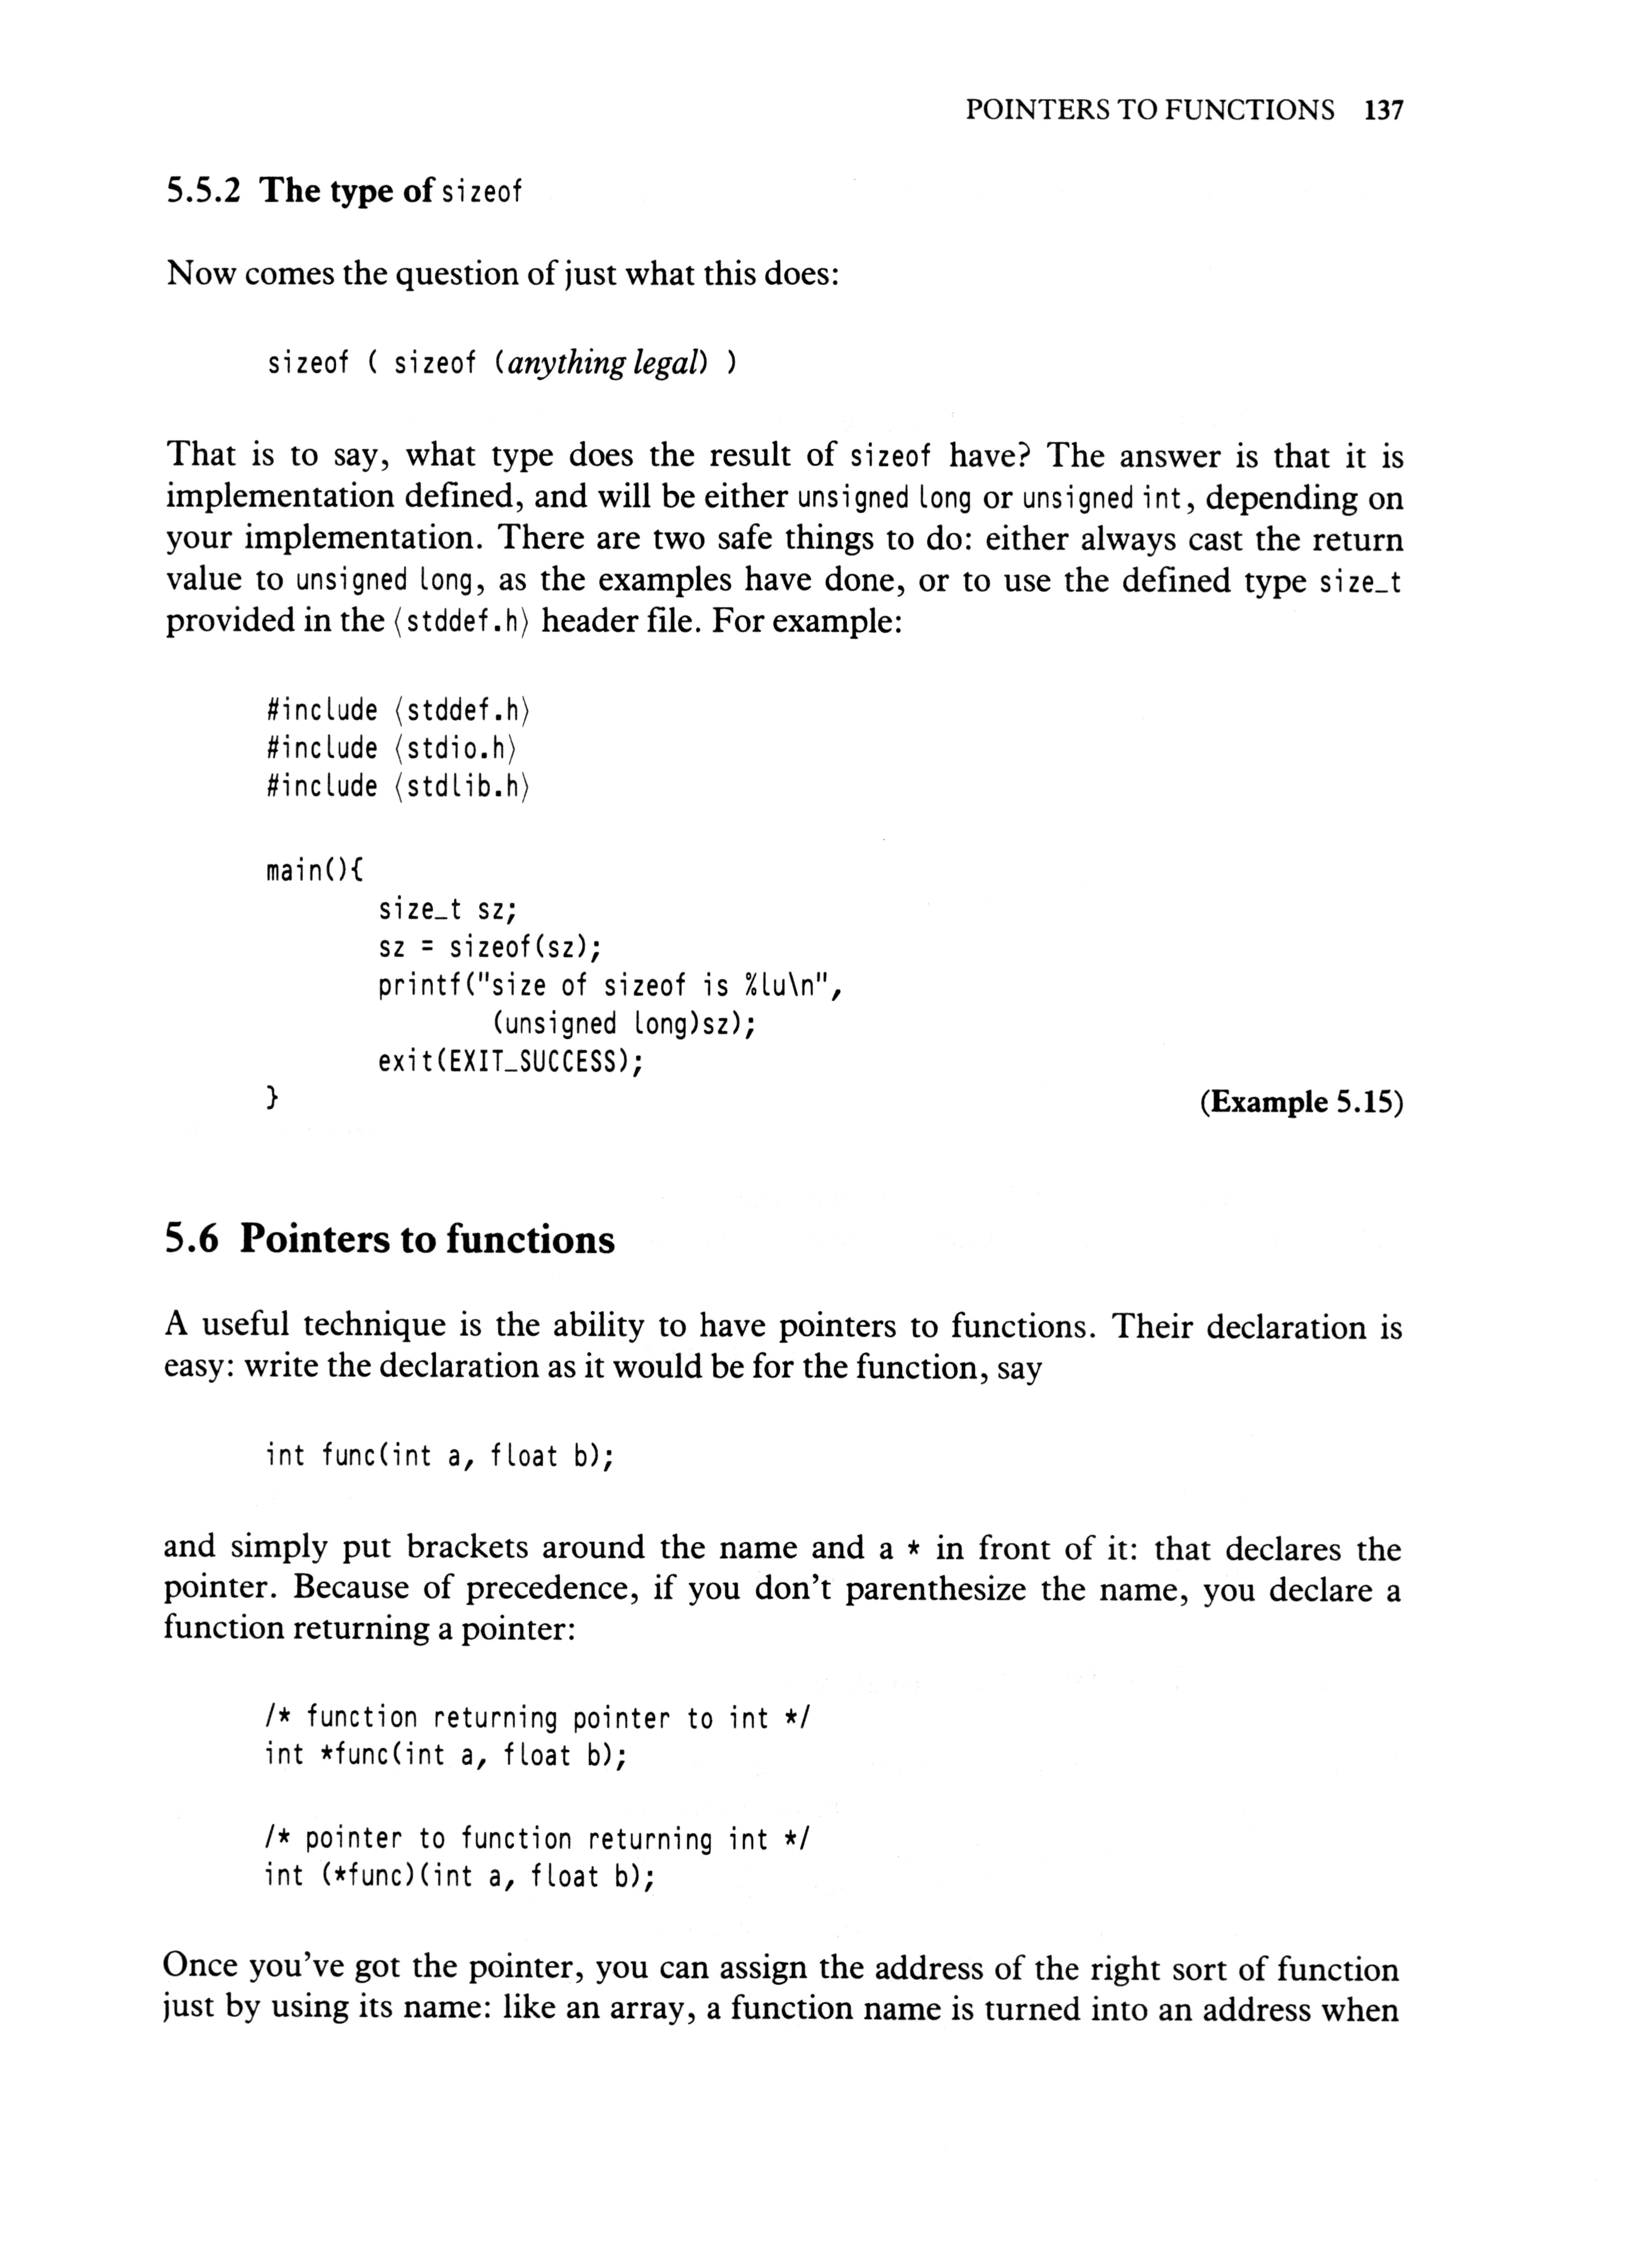 POINTERS TO FUNCTIONS 137
5.5.2 The type of sizeof
Now comes the question of just what this does:
sizeof ( sizeof (anything legal) )
That is to say, what type does the result of sizeof have? The answer is that it is
implementation defined, and will be either unsigned long or unsigned int, depending on
your implementation. There are two safe things to do: either always cast the return
value to unsigned long, as the examples have done, or to use the defined type size_t
provided in the ⟨stddef.h⟩ header file. For example:
#include ⟨stddef.h⟩
#include ⟨stdio.h⟩
#include ⟨stdlib.h⟩
main(){
size_t sz;
sz = sizeof(sz);
printf("size of sizeof is %lu\n",
(unsigned long)sz);
exit(EXIT_SUCCESS);
} (Example 5.15)
5.6 Pointers to functions
A useful technique is the ability to have pointers to functions. Their declaration is
easy: write the declaration as it would be for the function, say
int func(int a, float b);
and simply put brackets around the name and a * in front of it: that declares the
pointer. Because of precedence, if you don't parenthesize the name, you declare a
function returning a pointer:
/* function returning pointer to int */
int *func(int a, float b);
/* pointer to function returning int */
int (*func)(int a, float b);
Once you've got the pointer, you can assign the address of the right sort of function
just by using its name: like an array, a function name is turned into an address when